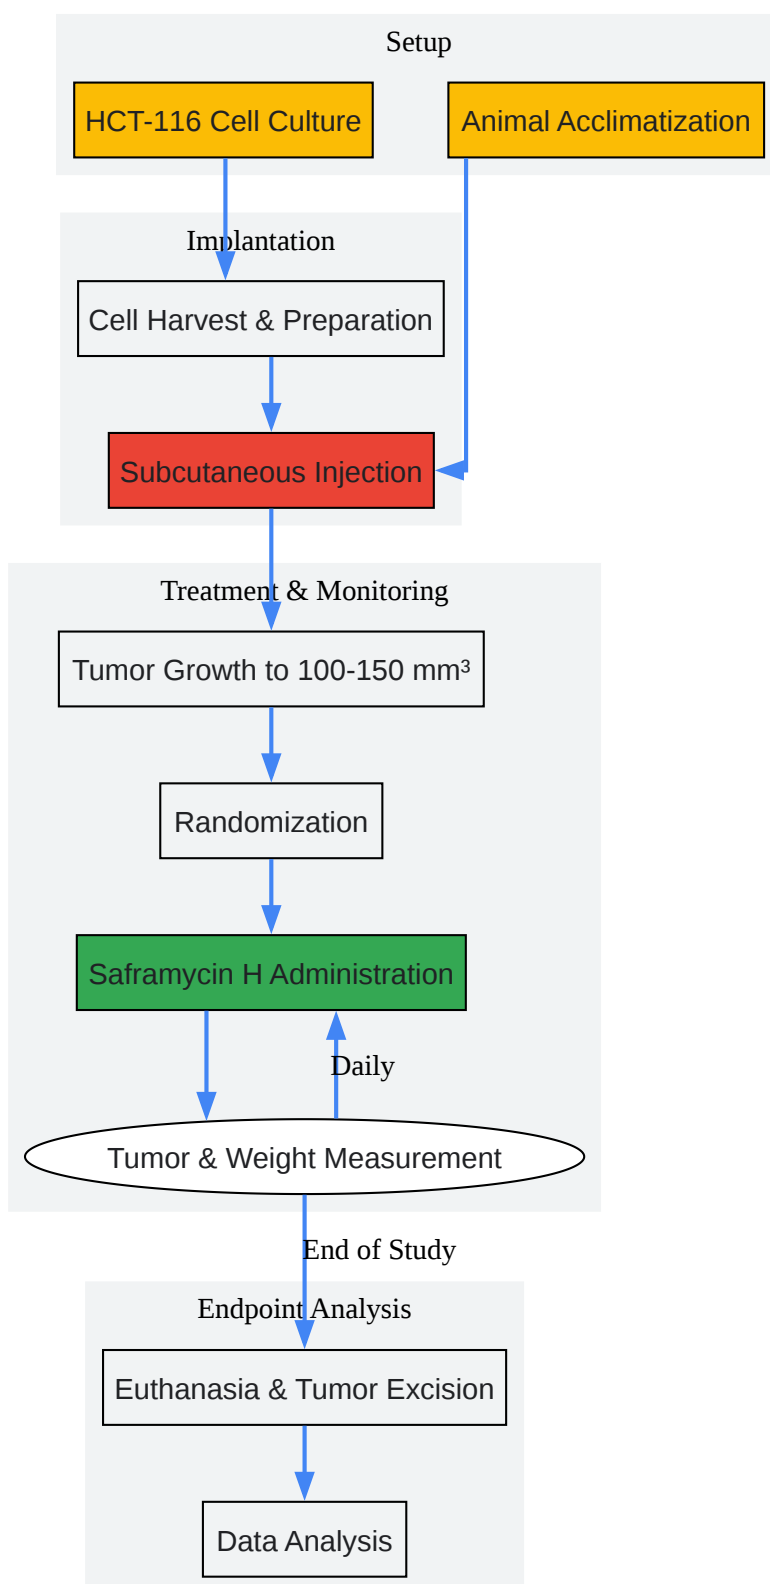 Setup
HCT-116 Cell Culture
Animal Acclimatization
Implantation
Cell Harvest & Preparation
Subcutaneous Injection
Treatment & Monitoring
Tumor Growth to 100-150 mm³
Randomization
Saframycin H Administration
Daily
Tumor & Weight Measurement
End of Study
Endpoint Analysis
Euthanasia & Tumor Excision
Data Analysis